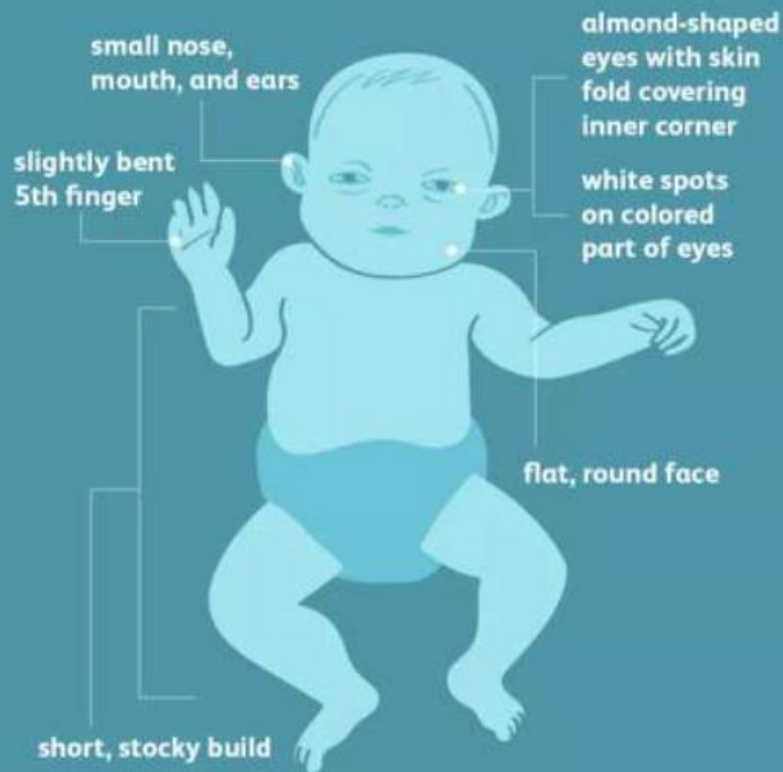 small nose,
mouth, and ears
almond-shaped
eyes with skin
fold covering
inner corner
slightly bent
5th finger
white spots
on colored
part of eyes
flat, round face
short, stocky build